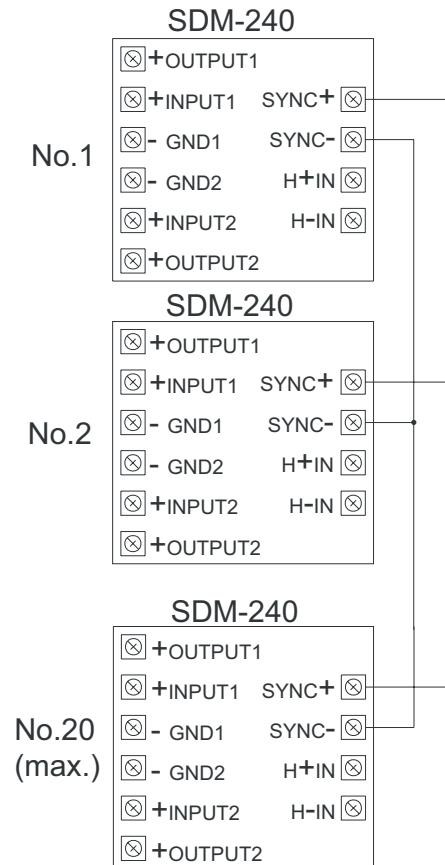 SDM-240
+OUTPUT1
+INPUT1 SYNC+
- GND1 SYNC-
No.1
- GND2 H+IN
+INPUT2 H-IN
+OUTPUT2
SDM-240
+OUTPUT1
+INPUT1 SYNC+
- GND1 SYNC-
No.2
- GND2 H+IN
+INPUT2 H-IN
+OUTPUT2
SDM-240
+OUTPUT1
+INPUT1 SYNC+
No.20 - GND1 SYNC-
(max.) - GND2 H+IN
+INPUT2 H-IN
+OUTPUT2